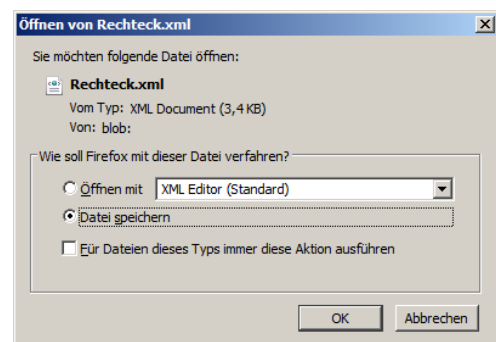 Öffnen von Rechteck.xml
Sie möchten folgende Datei öffnen:
Rechteck.xml
Vom Typ: XML Document (3,4 KB)
Von: blob:
Wie soll Firefox mit dieser Datei verfahren?
Öffnen mit XML Editor (Standard)
Datei speichern
Für Dateien dieses Typs immer diese Aktion ausführen
OK Abbrechen